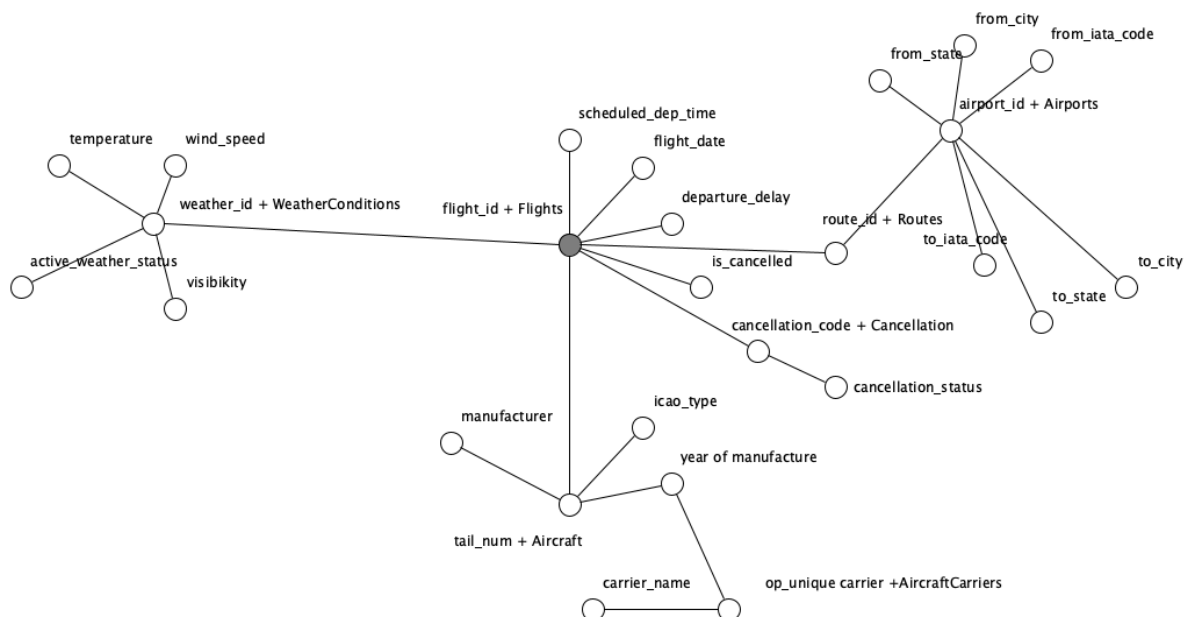 from_city
from_iata_code
from_state
airport_id + Airports
scheduled_dep_time
temperature
wind_speed
flight_date
departure_delay
weather_id + WeatherConditions
flight_id + Flights
route_id + Routes
to_iata_code
active_weather_status
is_cancelled
to_city
visibikity
to_state
cancellation_code + Cancellation
cancellation_status
icao_type
manufacturer
year of manufacture
tail_num + Aircraft
carrier_name
op_unique carrier +AircraftCarriers